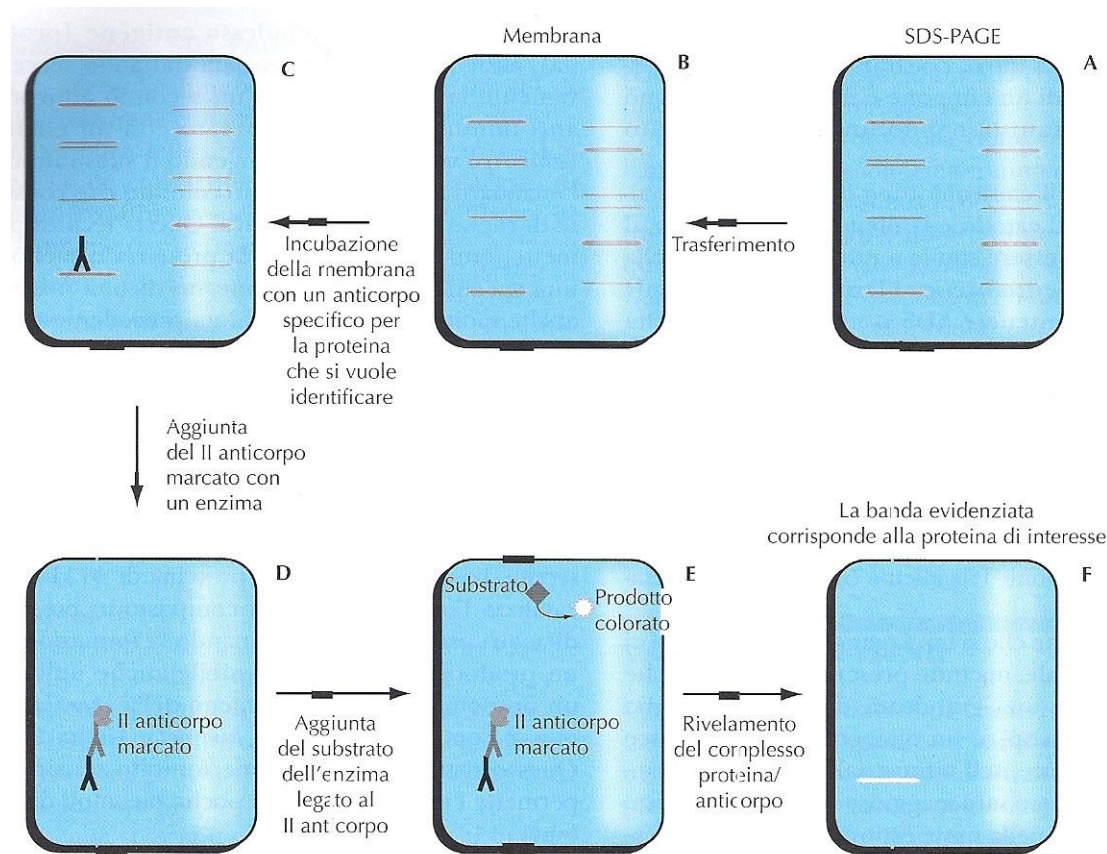 SDS-PAGE
A
Trasferimento
Membrana
B
Incubazione
della membrana
con un anticorpo
specifico per
la proteina
che si vuole
identificare
C
Aggiunta
del II anticorpo
marcato con
un enzima
D
II anticorpo
marcato
Aggiunta
del substrato
dell'enzima
legato al
II anticorpo
E
Substrato
Prodotto
colorato
II anticorpo
marcato
Rivelamento
del complesso
proteina/
anticorpo
La banda evidenziata
corrisponde alla proteina di interesse
F